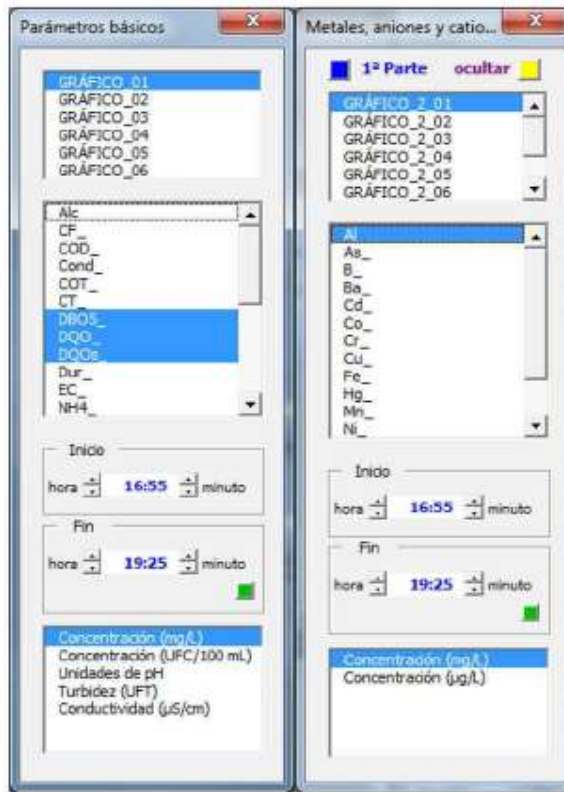 Parámetros básicos
GRÁFICO_01
GRÁFICO_02
GRÁFICO_03
GRÁFICO_04
GRÁFICO_05
GRÁFICO_06
Alc
CF_
COD_
Cond_
COT_
CT_
DBO5_
DQO_
DQOs_
Dur_
EC_
NH4_
Inicio
hora 16:55 minuto
Fin
hora 19:25 minuto
Concentración (mg/L)
Concentración (UFC/100 mL)
Unidades de pH
Turbidez (UFT)
Conductividad (µS/cm)
Metales, aniones y catio...
1ª Parte ocultar
GRÁFICO_2_01
GRÁFICO_2_02
GRÁFICO_2_03
GRÁFICO_2_04
GRÁFICO_2_05
GRÁFICO_2_06
Al
As_
B_
Ba_
Cd_
Co_
Cr_
Cu_
Fe_
Hg_
Mn_
Ni_
Inicio
hora 16:55 minuto
Fin
hora 19:25 minuto
Concentración (mg/L)
Concentración (µg/L)